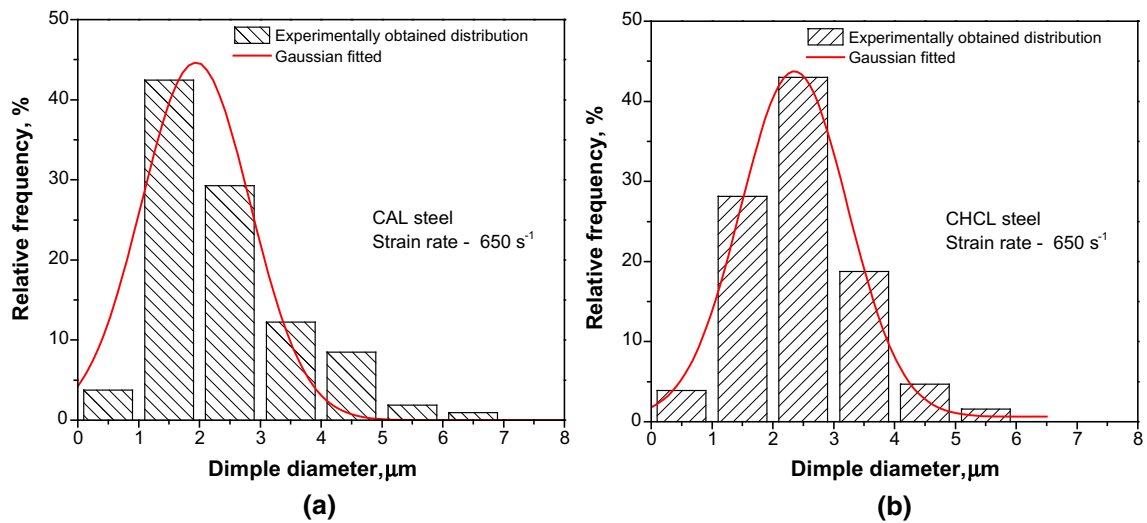 50
40
30
20
10
0
Relative frequency, %
Experimentally obtained distribution
Gaussian fitted
CAL steel
Strain rate - 650 s⁻¹
0 1 2 3 4 5 6 7 8
Dimple diameter,μm
(a)
50
40
30
20
10
0
Relative frequency, %
Experimentally obtained distribution
Gaussian fitted
CHCL steel
Strain rate - 650 s⁻¹
0 1 2 3 4 5 6 7 8
Dimple diameter,μm
(b)